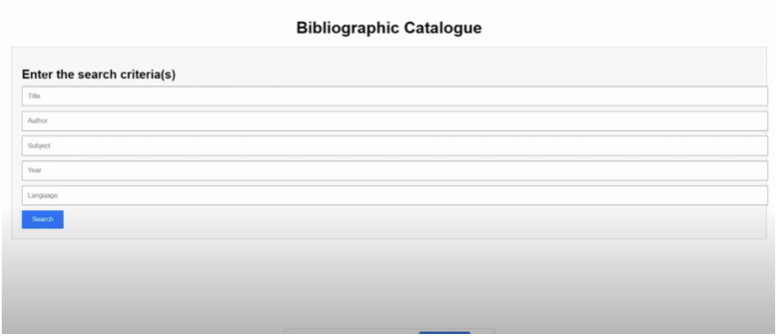 Bibliographic Catalogue
Enter the search criteria(s)
Title
Author
Subject
Year
Language
Search